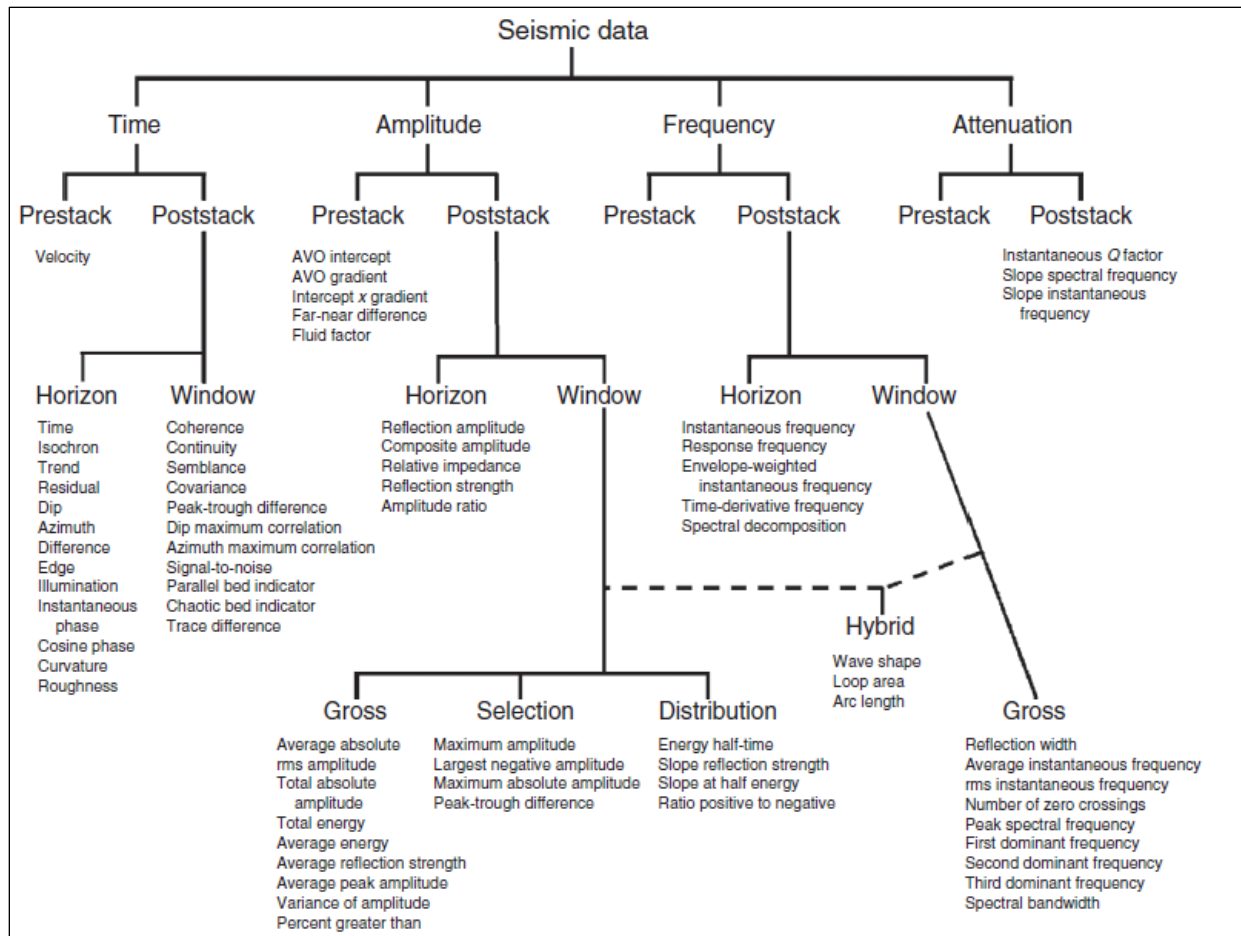 Seismic data
Time
Amplitude
Frequency
Attenuation
Prestack
Poststack
Prestack
Poststack
Prestack
Poststack
Prestack
Poststack
Velocity
AVO intercept
AVO gradient
Intercept x gradient
Far-near difference
Fluid factor
Instantaneous Q factor
Slope spectral frequency
Slope instantaneous
frequency
Horizon
Time
Isochron
Trend
Residual
Dip
Azimuth
Difference
Edge
Illumination
Instantaneous
phase
Cosine phase
Curvature
Roughness
Window
Coherence
Continuity
Semblance
Covariance
Peak-trough difference
Dip maximum correlation
Azimuth maximum correlation
Signal-to-noise
Parallel bed indicator
Chaotic bed indicator
Trace difference
Horizon
Reflection amplitude
Composite amplitude
Relative impedance
Reflection strength
Amplitude ratio
Window
Horizon
Instantaneous frequency
Response frequency
Envelope-weighted
instantaneous frequency
Time-derivative frequency
Spectral decomposition
Window
Hybrid
Wave shape
Loop area
Arc length
Gross
Average absolute
rms amplitude
Total absolute
amplitude
Total energy
Average energy
Average reflection strength
Average peak amplitude
Variance of amplitude
Percent greater than
Selection
Maximum amplitude
Largest negative amplitude
Maximum absolute amplitude
Peak-trough difference
Distribution
Energy half-time
Slope reflection strength
Slope at half energy
Ratio positive to negative
Gross
Reflection width
Average instantaneous frequency
rms instantaneous frequency
Number of zero crossings
Peak spectral frequency
First dominant frequency
Second dominant frequency
Third dominant frequency
Spectral bandwidth